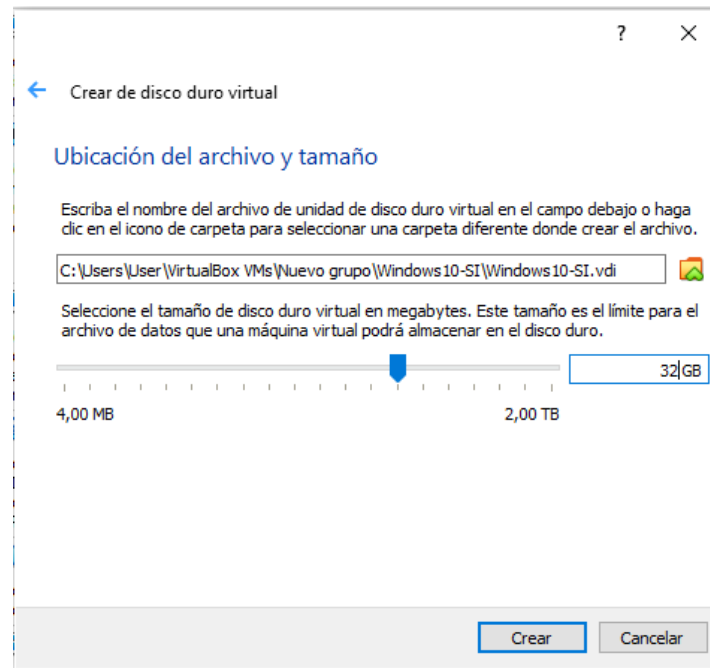 ?
Crear de disco duro virtual
Ubicación del archivo y tamaño
Escriba el nombre del archivo de unidad de disco duro virtual en el campo debajo o haga
clic en el icono de carpeta para seleccionar una carpeta diferente donde crear el archivo.
C:\Users\User\VirtualBox VMs\Nuevo grupo\Windows10-SI\Windows10-SI.vdi
Seleccione el tamaño de disco duro virtual en megabytes. Este tamaño es el límite para el
archivo de datos que una máquina virtual podrá almacenar en el disco duro.
32 GB
4,00 MB 2,00 TB
Crear Cancelar